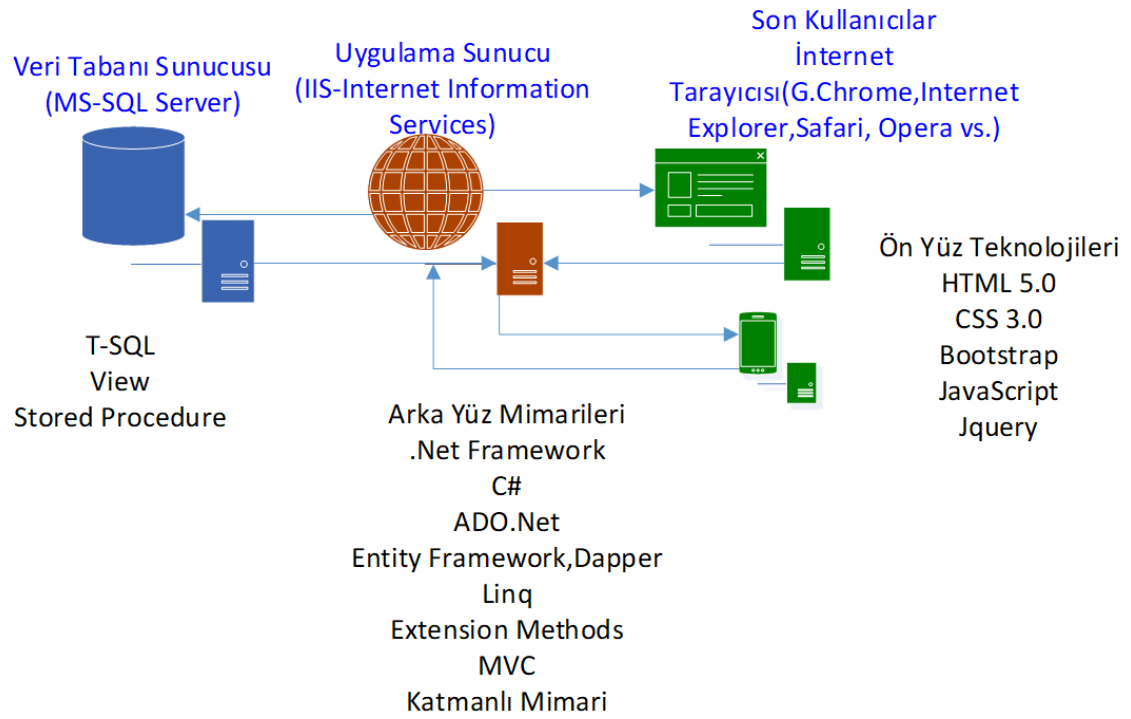 Veri Tabanı Sunucusu
(MS-SQL Server)
Uygulama Sunucu
(IIS-Internet Information
Services)
Son Kullanıcılar
İnternet
Tarayıcısı(G.Chrome,Internet
Explorer,Safari, Opera vs.)
T-SQL
View
Stored Procedure
Arka Yüz Mimarileri
.Net Framework
C#
ADO.Net
Entity Framework,Dapper
Linq
Extension Methods
MVC
Katmanlı Mimari
Ön Yüz Teknolojileri
HTML 5.0
CSS 3.0
Bootstrap
JavaScript
Jquery